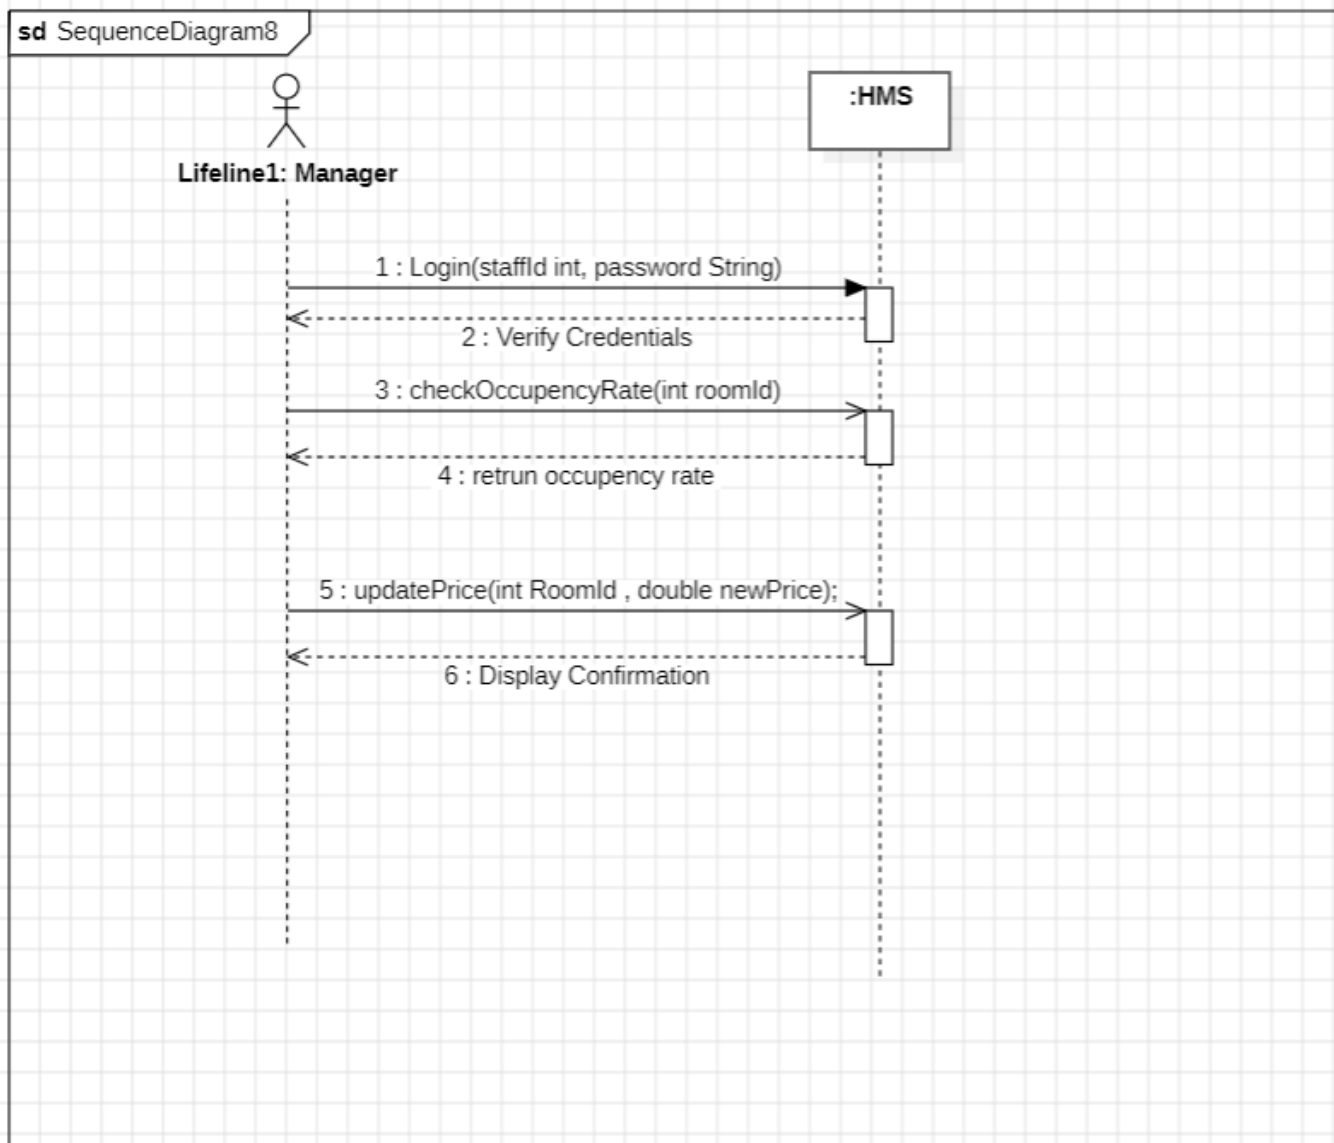 sd SequenceDiagram8
:HMS
Lifeline1: Manager
1 : Login(staffId int, password String)
2 : Verify Credentials
3 : checkOccupencyRate(int roomId)
4 : retrun occupency rate
5 : updatePrice(int RoomId , double newPrice);
6 : Display Confirmation